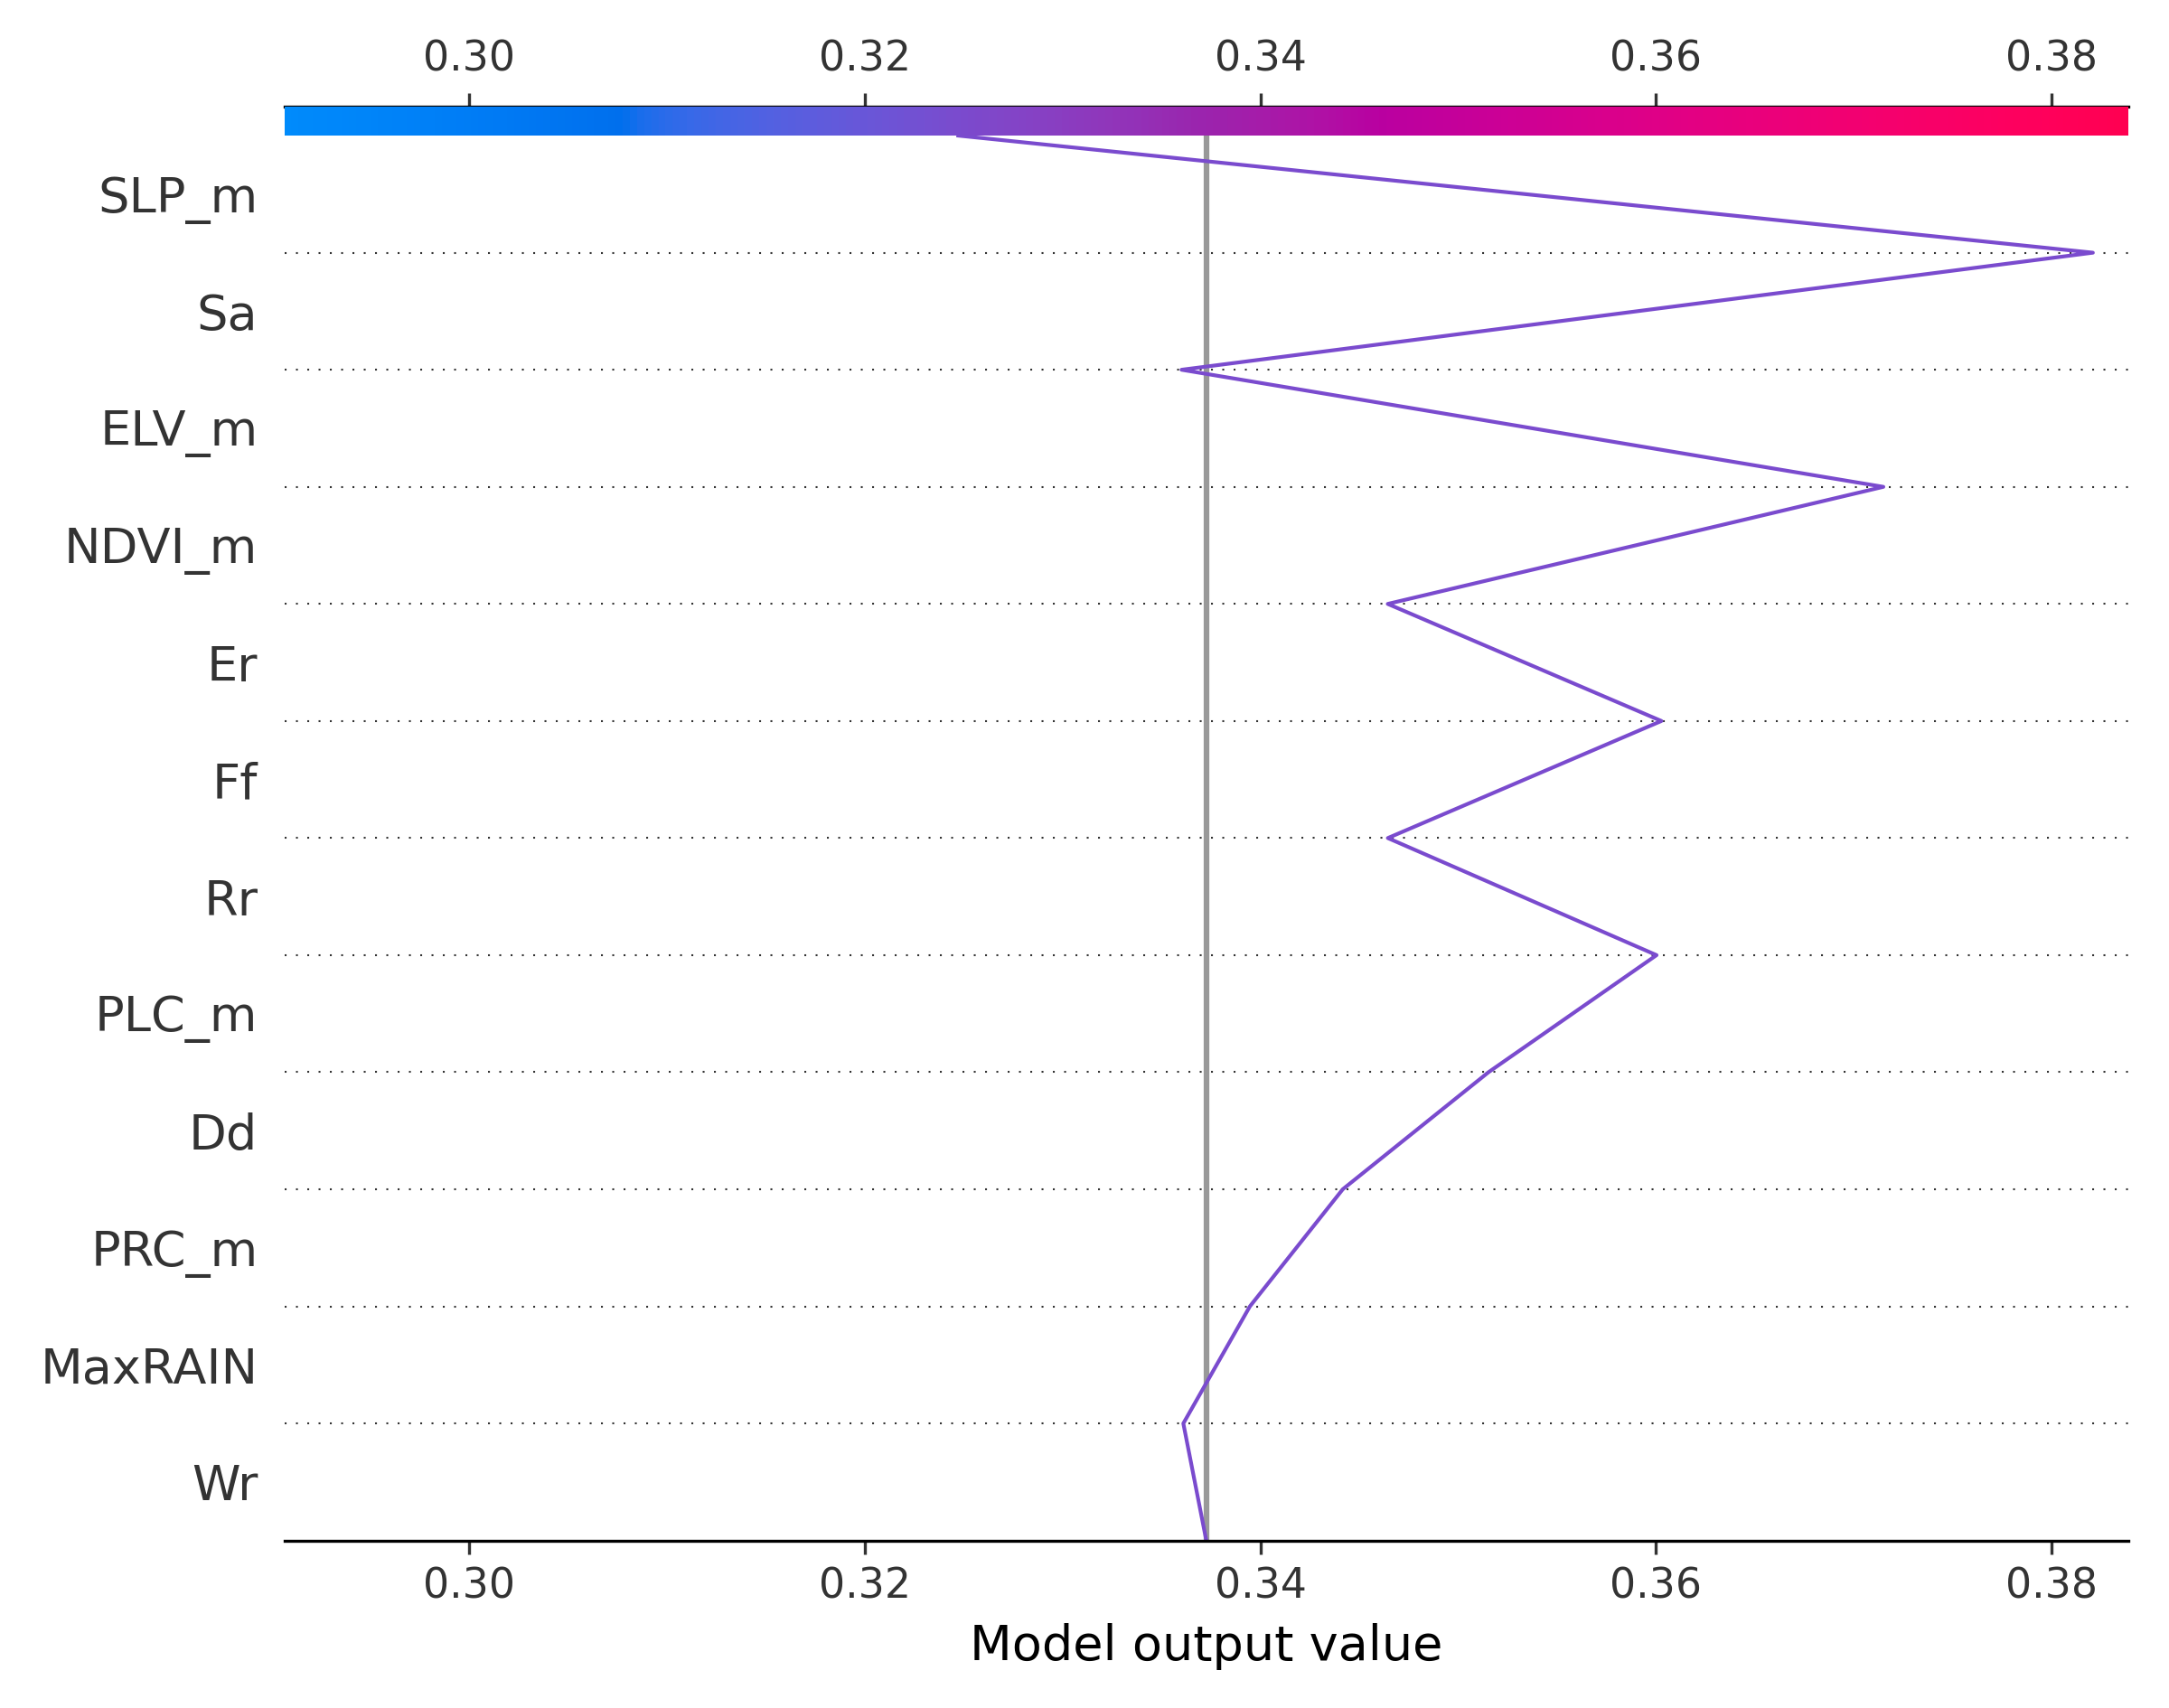 0.30 0.32 0.34 0.36 0.38
SLP_m
Sa
ELV_m
NDVI_m
Er
Ff
Rr
PLC_m
Dd
PRC_m
MaxRAIN
Wr
0.30 0.32 0.34 0.36 0.38
Model output value